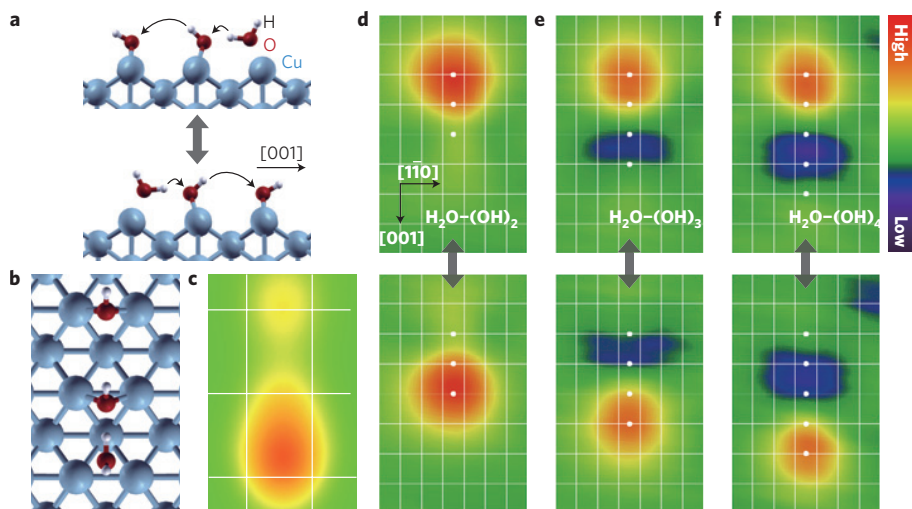 a
H
O
Cu
[001]
b
c
d
[11̄0]
[001]
H₂O–(OH)₂
e
H₂O–(OH)₃
f
H₂O–(OH)₄
High
Low